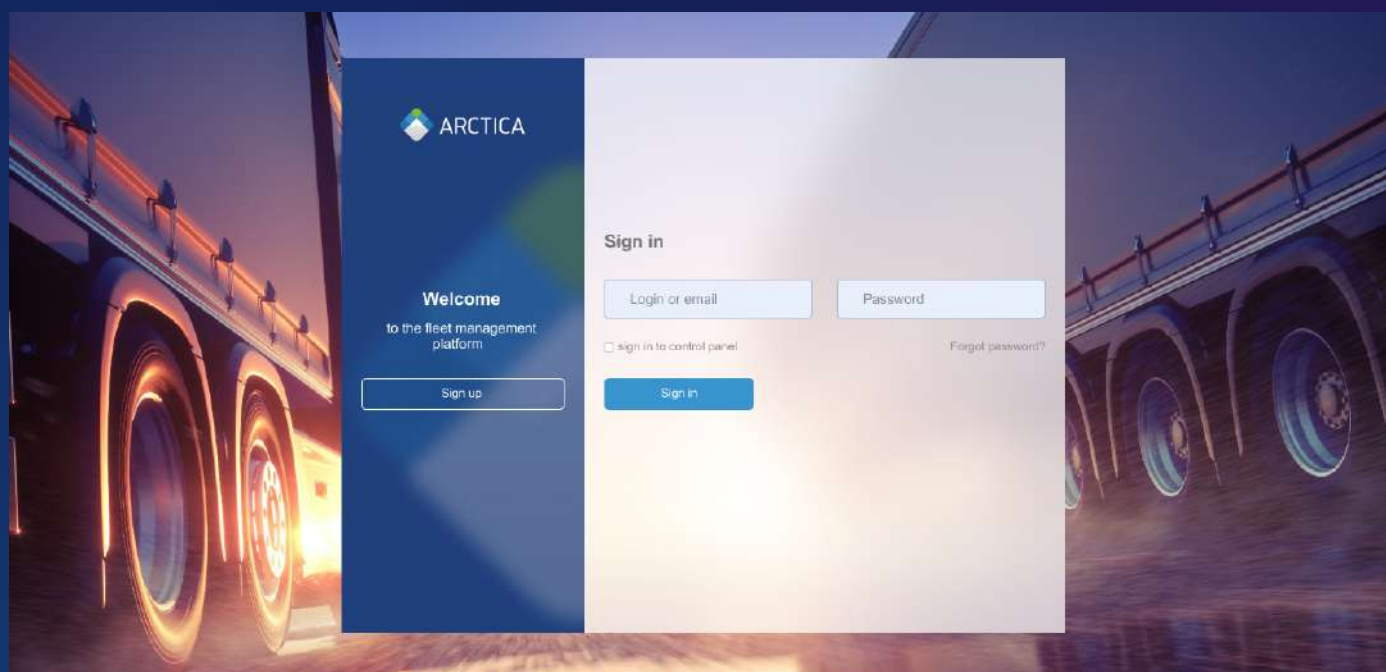 ARCTICA
Welcome
to the fleet management
platform
Sign up
Sign in
Login or email
Password
sign in to control panel
Forgot password?
Sign in